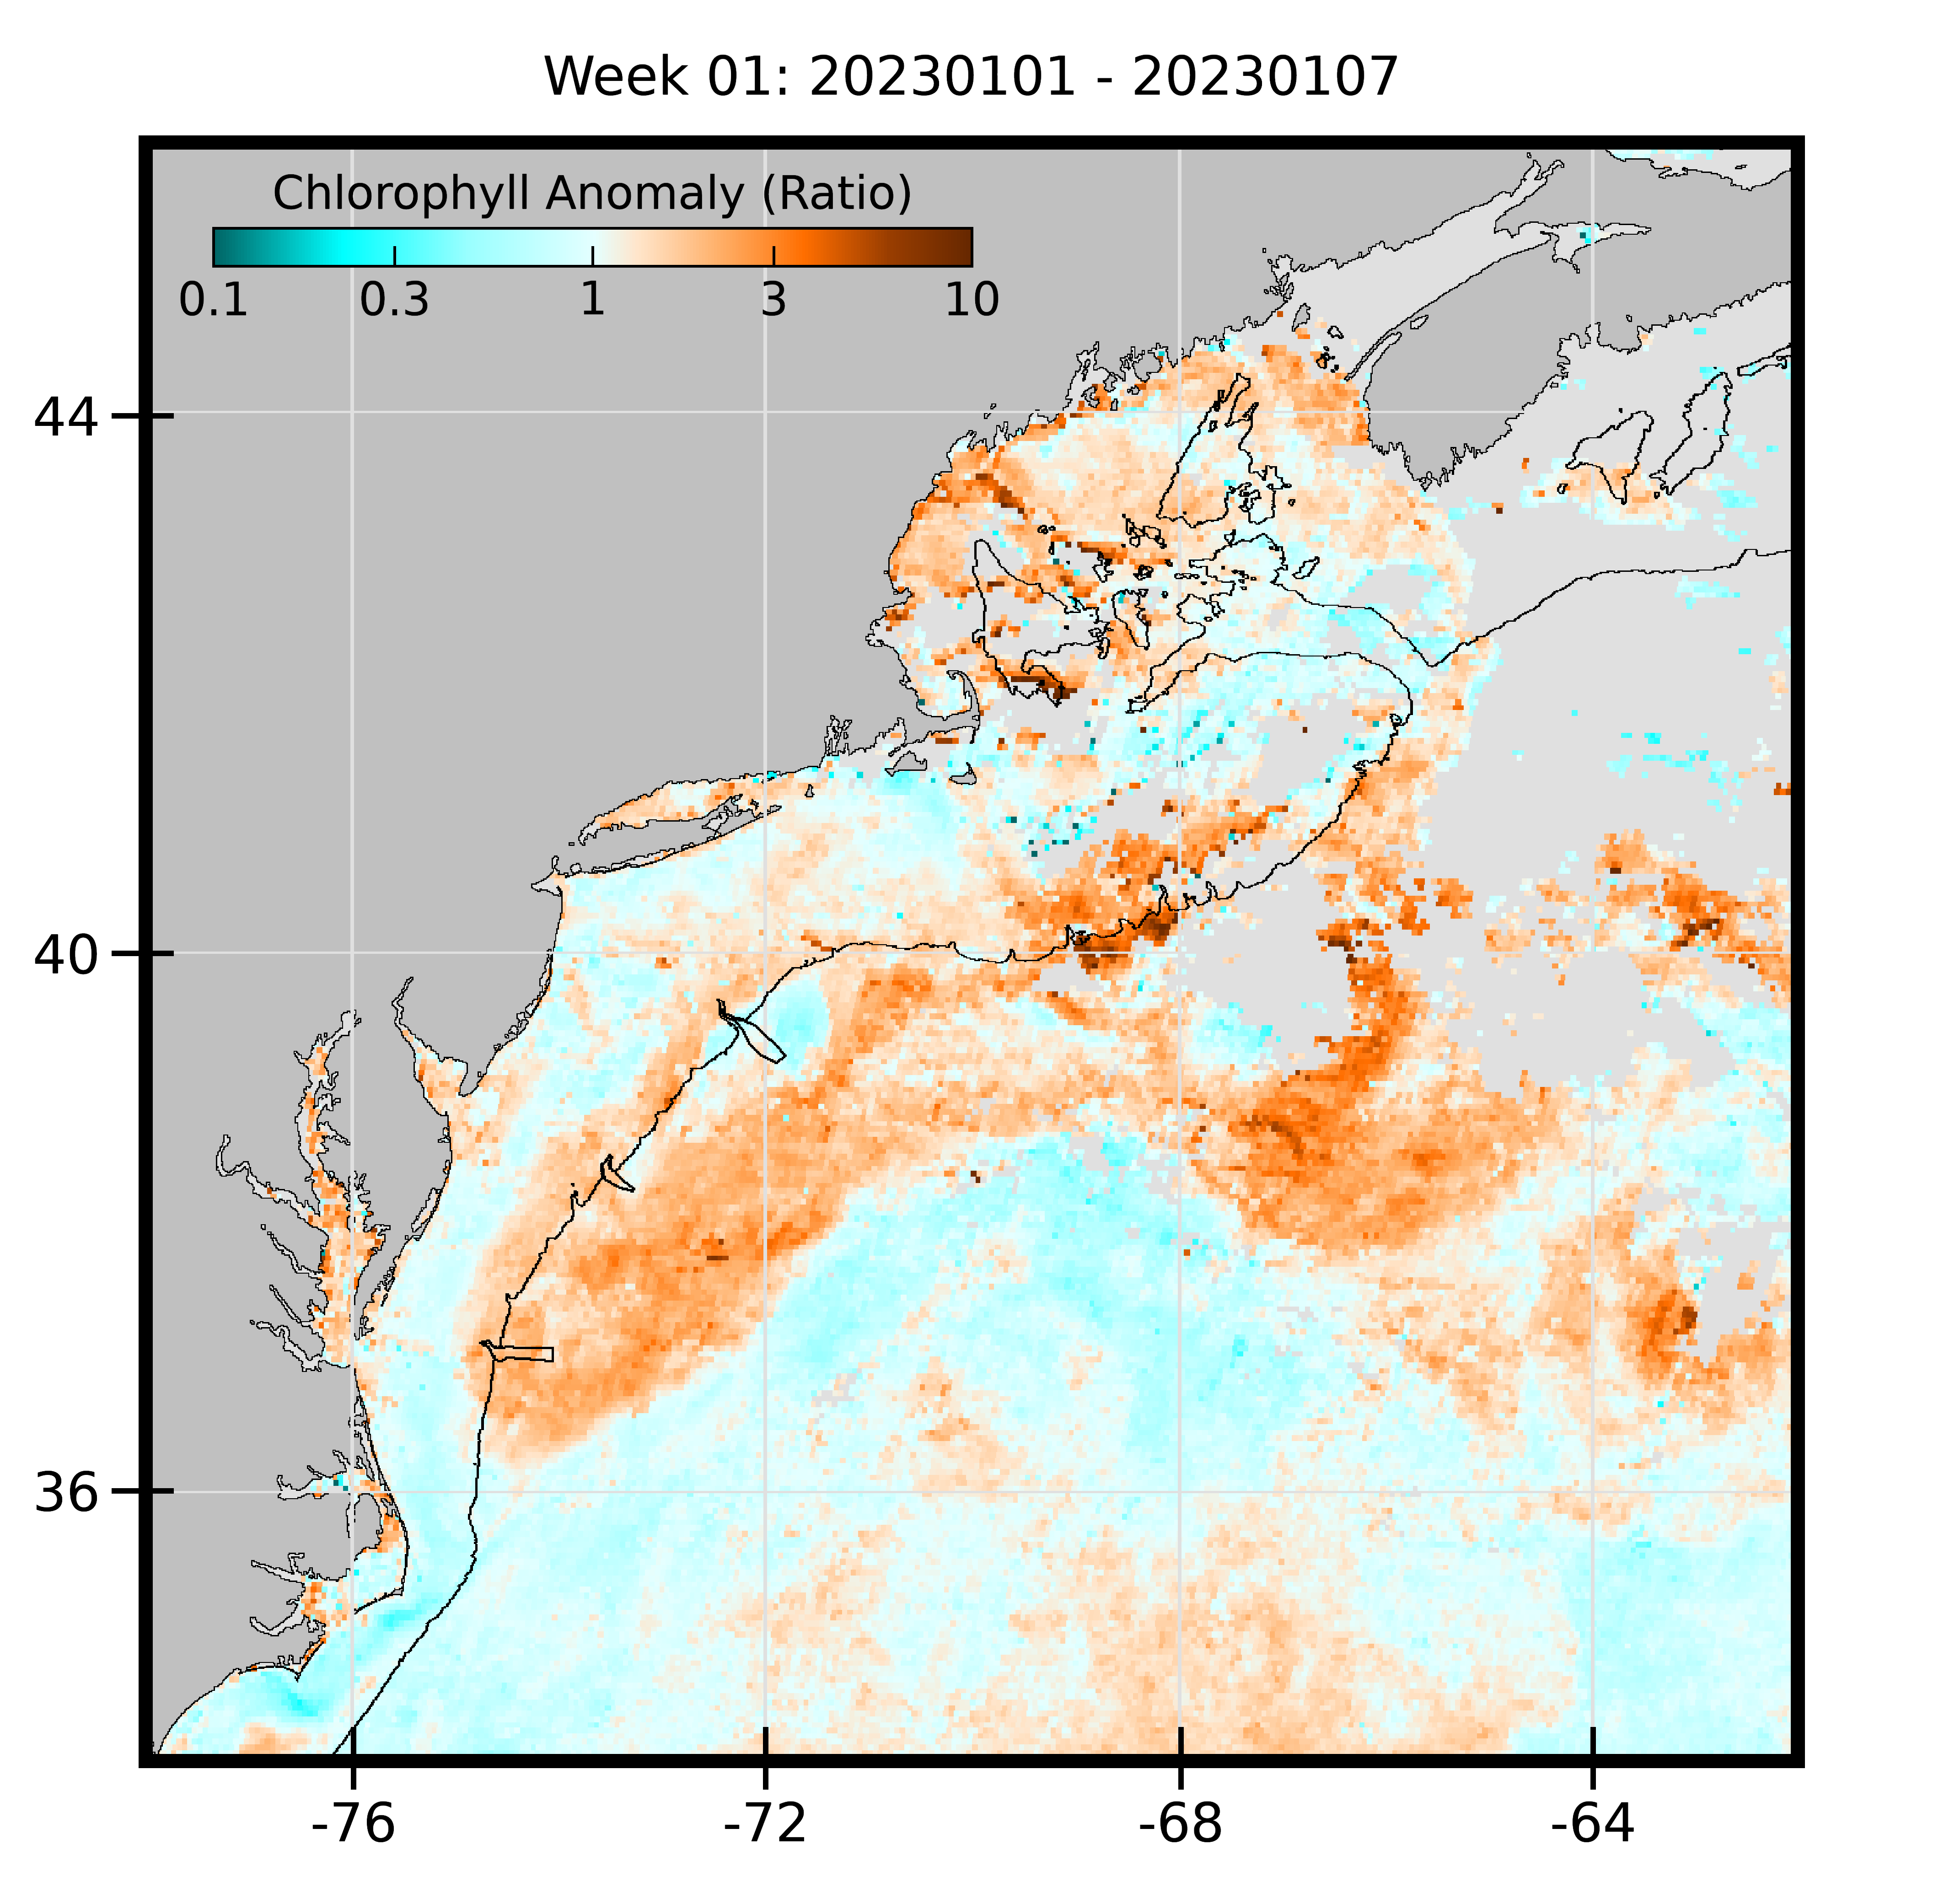 Week 01: 20230101 - 20230107
Chlorophyll Anomaly (Ratio)
0.1 0.3 1 3 10
44
40
36
-76 -72 -68 -64